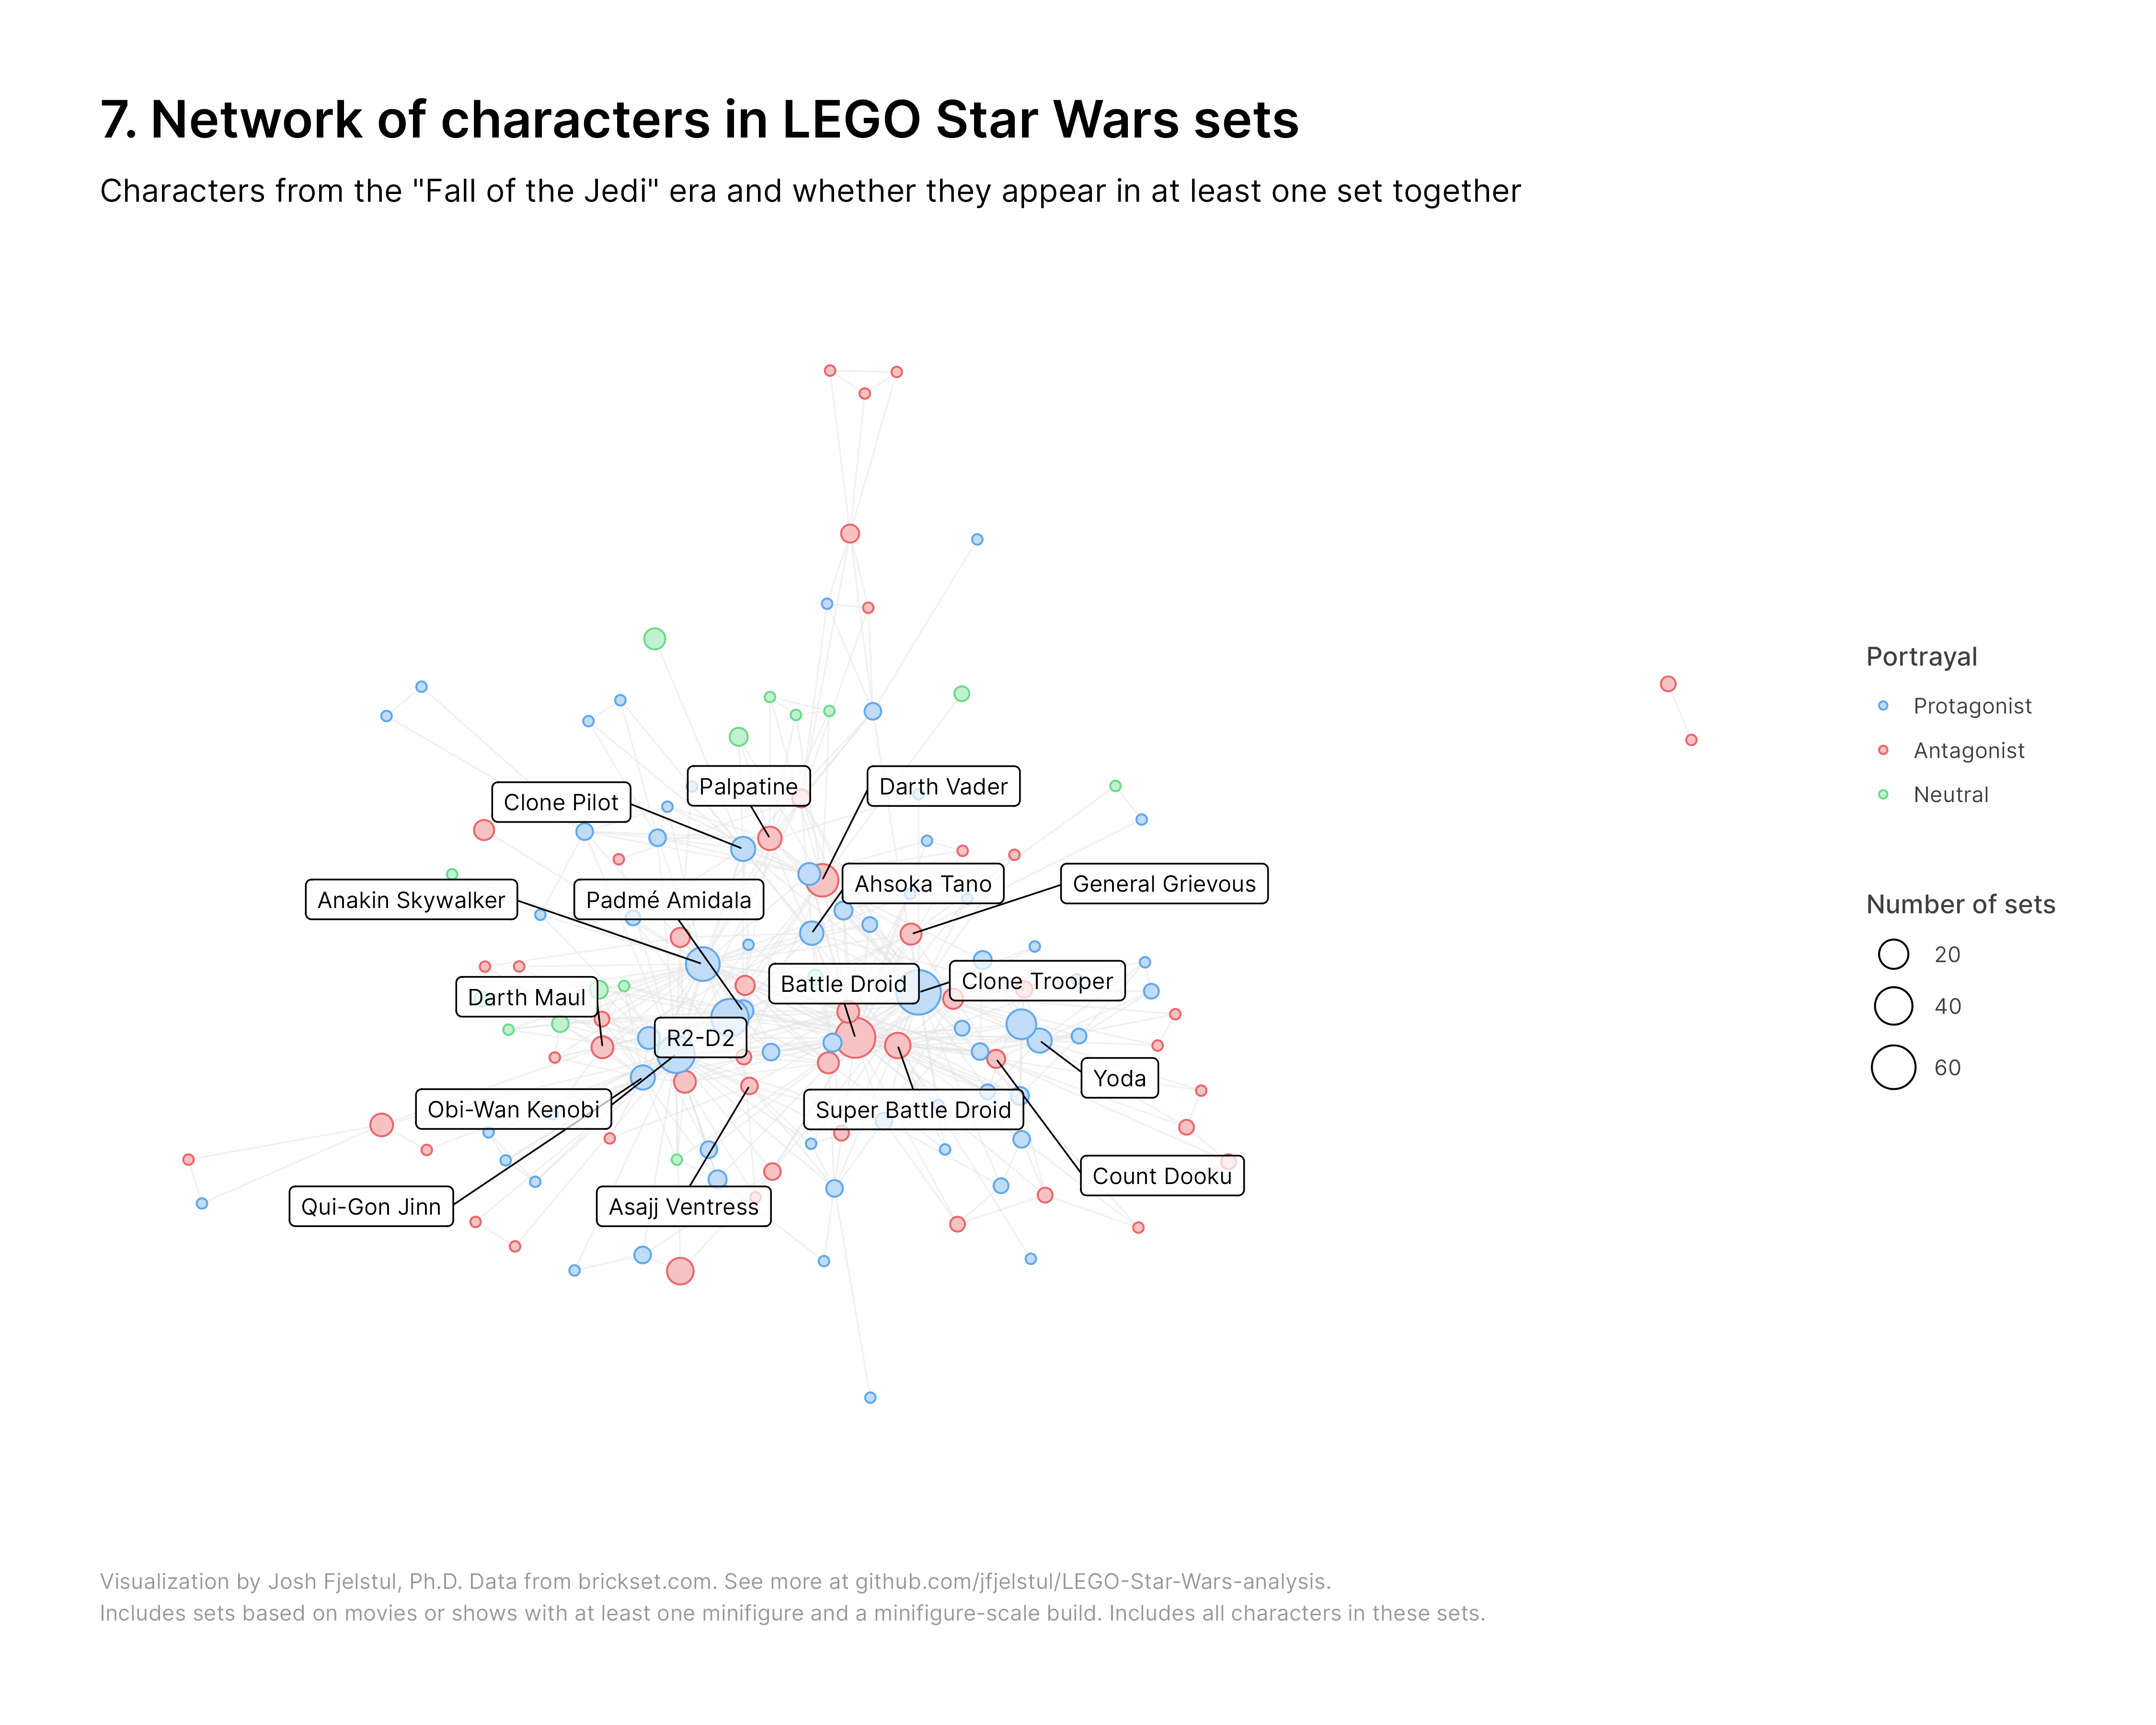 7. Network of characters in LEGO Star Wars sets
Characters from the "Fall of the Jedi" era and whether they appear in at least one set together
Portrayal
Protagonist
Antagonist
Neutral
Number of sets
20
40
60
Palpatine
Darth Vader
Clone Pilot
Ahsoka Tano
General Grievous
Anakin Skywalker
Padmé Amidala
Battle Droid
Clone Trooper
Darth Maul
R2-D2
Yoda
Obi-Wan Kenobi
Super Battle Droid
Count Dooku
Qui-Gon Jinn
Asajj Ventress
Visualization by Josh Fjelstul, Ph.D. Data from brickset.com. See more at github.com/jfjelstul/LEGO-Star-Wars-analysis.
Includes sets based on movies or shows with at least one minifigure and a minifigure-scale build. Includes all characters in these sets.